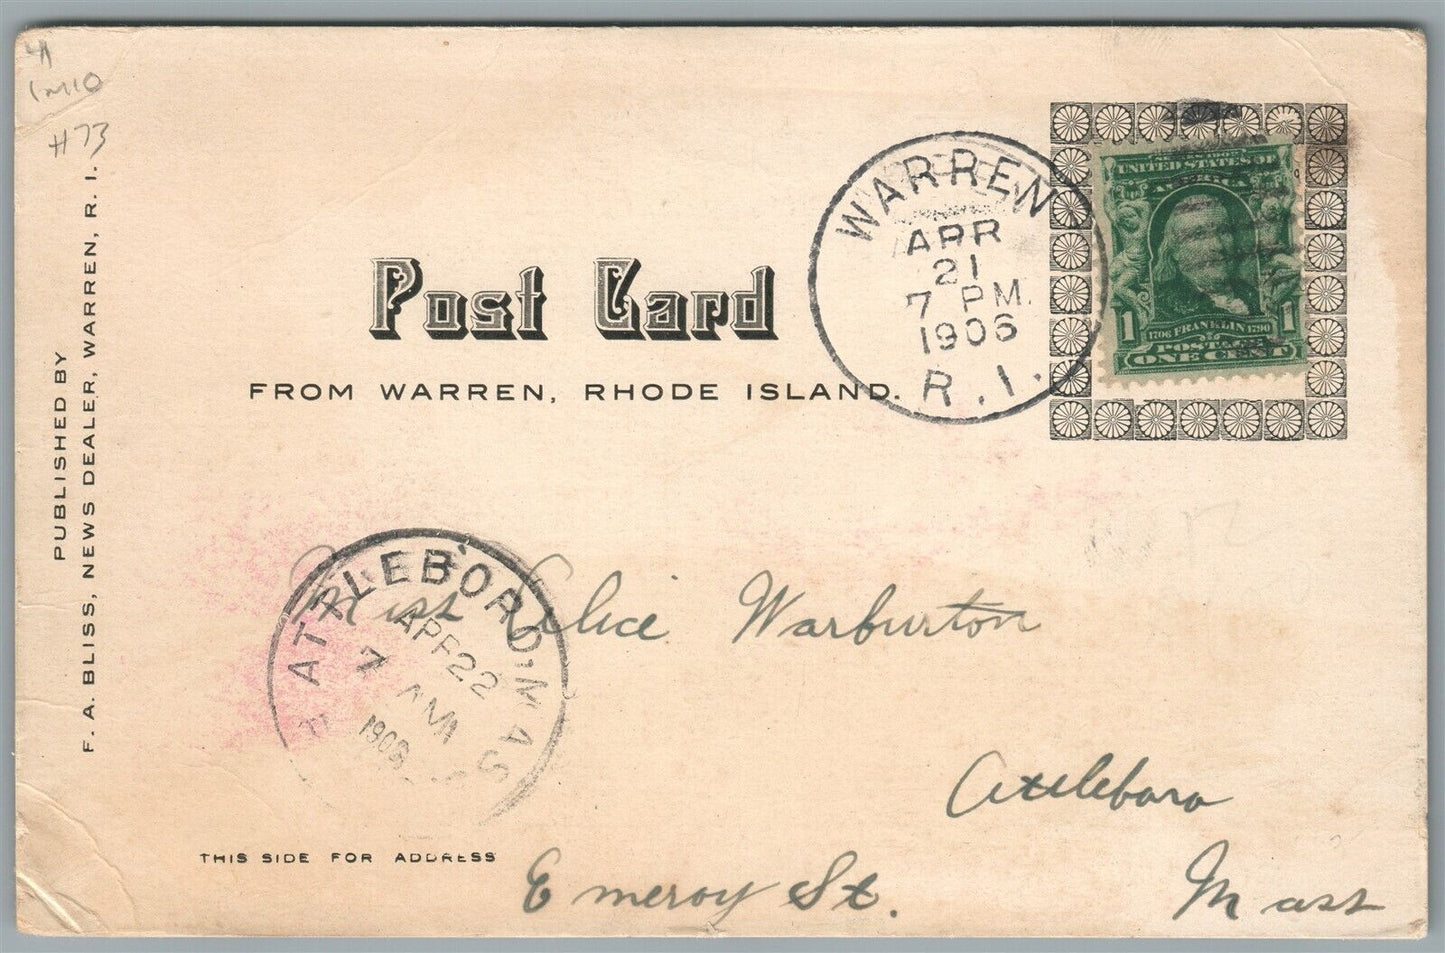 #73
PUBLISHED BY
F. A. BLISS, NEWS DEALER, WARREN, R. I.
Post Card
FROM WARREN, RHODE ISLAND.
WARREN
APR
21
7 PM
1906
R. I.
UNITED STATES OF
AMERICA
1 1706 FRANKLIN 1790 1
POSTAGE
ONE CENT
ATTLEBORO, MASS
APR 22
7 AM
1906
Miss Alice Warburton
Attleboro
Emeroy St. Mass
THIS SIDE FOR ADDRESS